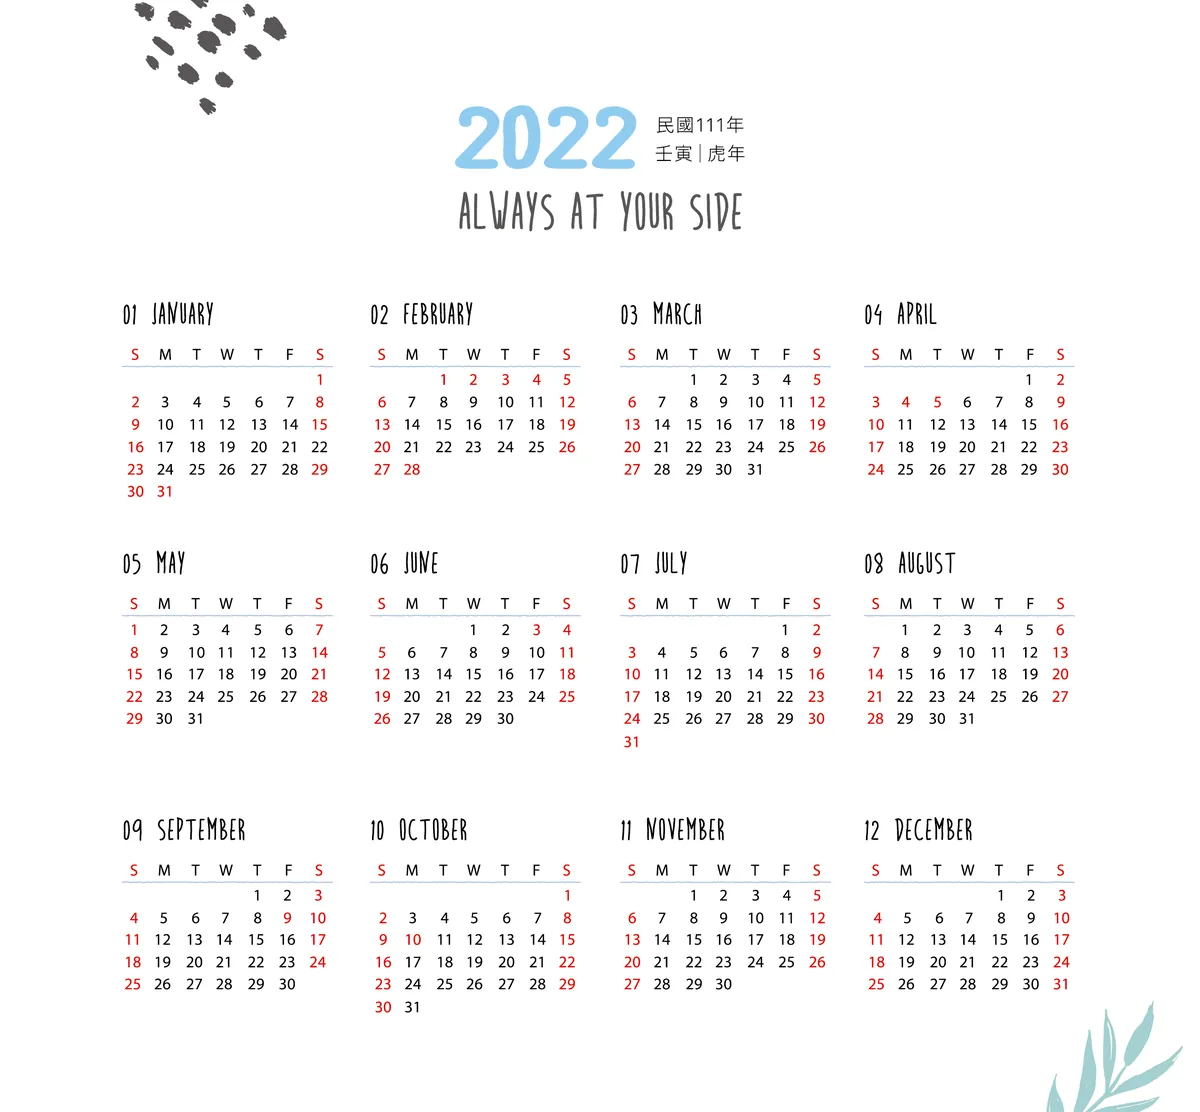 2022 民國111年
壬寅|虎年
ALWAYS AT YOUR SIDE
01 JANUARY
S M T W T F S
1
2 3 4 5 6 7 8
9 10 11 12 13 14 15
16 17 18 19 20 21 22
23 24 25 26 27 28 29
30 31
02 FEBRUARY
S M T W T F S
1 2 3 4 5
6 7 8 9 10 11 12
13 14 15 16 17 18 19
20 21 22 23 24 25 26
27 28
03 MARCH
S M T W T F S
1 2 3 4 5
6 7 8 9 10 11 12
13 14 15 16 17 18 19
20 21 22 23 24 25 26
27 28 29 30 31
04 APRIL
S M T W T F S
1 2
3 4 5 6 7 8 9
10 11 12 13 14 15 16
17 18 19 20 21 22 23
24 25 26 27 28 29 30
05 MAY
S M T W T F S
1 2 3 4 5 6 7
8 9 10 11 12 13 14
15 16 17 18 19 20 21
22 23 24 25 26 27 28
29 30 31
06 JUNE
S M T W T F S
1 2 3 4
5 6 7 8 9 10 11
12 13 14 15 16 17 18
19 20 21 22 23 24 25
26 27 28 29 30
07 JULY
S M T W T F S
1 2
3 4 5 6 7 8 9
10 11 12 13 14 15 16
17 18 19 20 21 22 23
24 25 26 27 28 29 30
31
08 AUGUST
S M T W T F S
1 2 3 4 5 6
7 8 9 10 11 12 13
14 15 16 17 18 19 20
21 22 23 24 25 26 27
28 29 30 31
09 SEPTEMBER
S M T W T F S
1 2 3
4 5 6 7 8 9 10
11 12 13 14 15 16 17
18 19 20 21 22 23 24
25 26 27 28 29 30
10 OCTOBER
S M T W T F S
1
2 3 4 5 6 7 8
9 10 11 12 13 14 15
16 17 18 19 20 21 22
23 24 25 26 27 28 29
30 31
11 NOVEMBER
S M T W T F S
1 2 3 4 5
6 7 8 9 10 11 12
13 14 15 16 17 18 19
20 21 22 23 24 25 26
27 28 29 30
12 DECEMBER
S M T W T F S
1 2 3
4 5 6 7 8 9 10
11 12 13 14 15 16 17
18 19 20 21 22 23 24
25 26 27 28 29 30 31